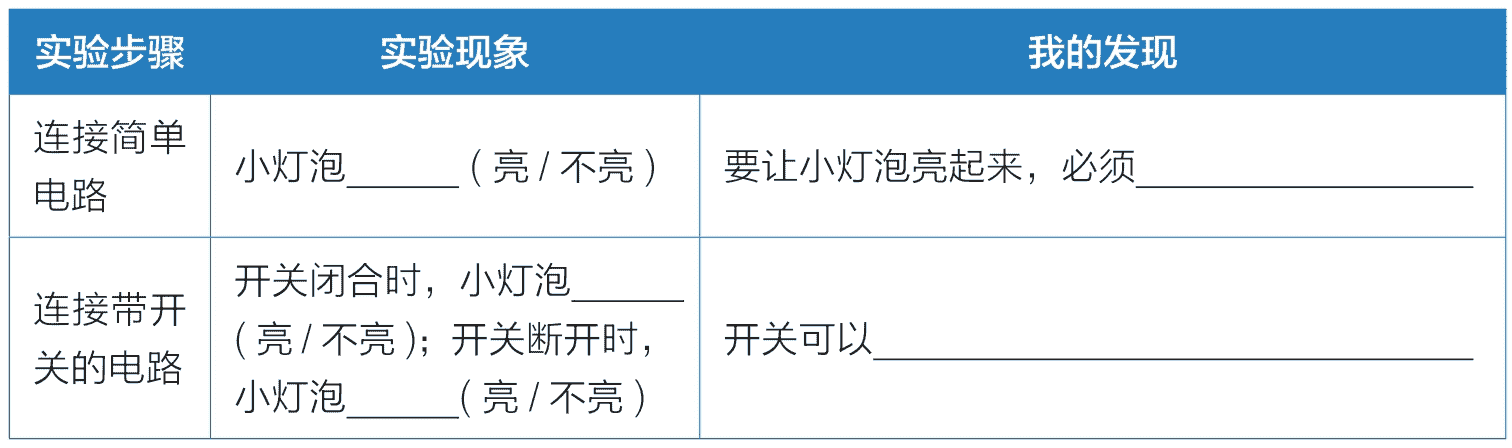 实验步骤 实验现象 我的发现
连接简单
电路
小灯泡______（亮 / 不亮）
要让小灯泡亮起来，必须__________________
连接带开
关的电路
开关闭合时，小灯泡______
（亮 / 不亮）；开关断开时，
小灯泡______（亮 / 不亮）
开关可以________________________________